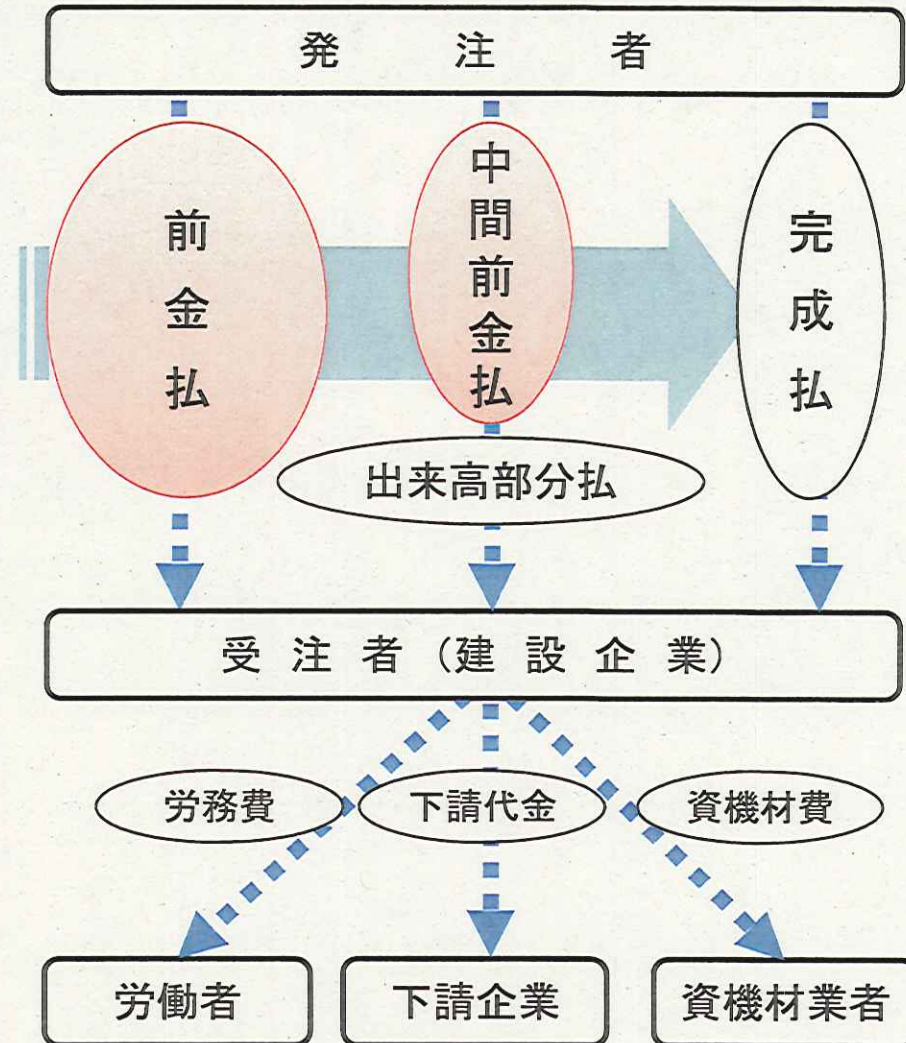 発注者
前金払
中間前金払
完成払
出来高部分払
受注者（建設企業）
労務費
下請代金
資機材費
労働者
下請企業
資機材業者